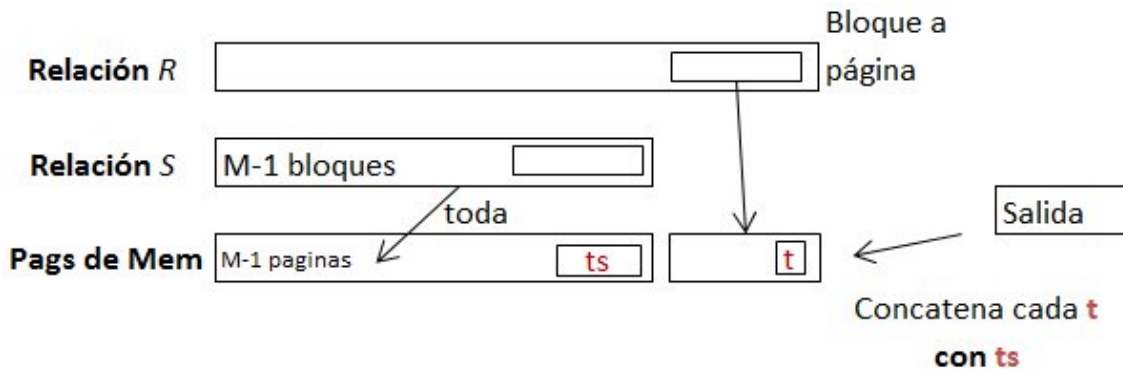 Bloque a
página
Relación R
Relación S
M-1 bloques
toda
Salida
Pags de Mem
M-1 paginas
ts
t
Concatena cada t
con ts